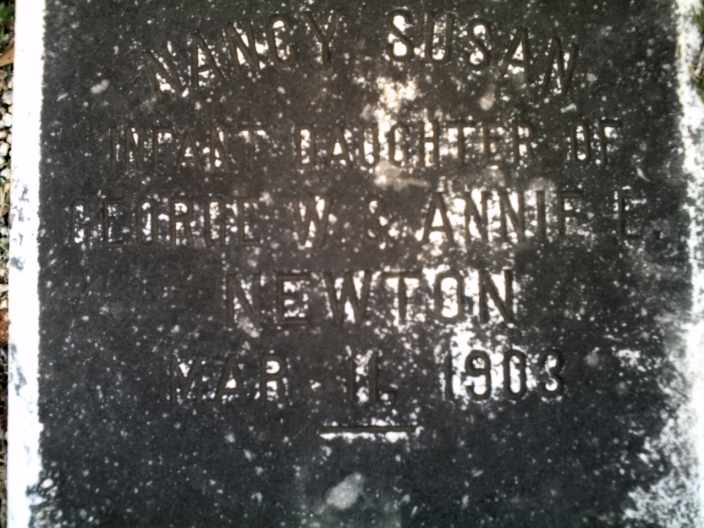 NANCY SUSAN
INFANT DAUGHTER OF
GEORGE W. & ANNIE E.
NEWTON
MAR. 11, 1903